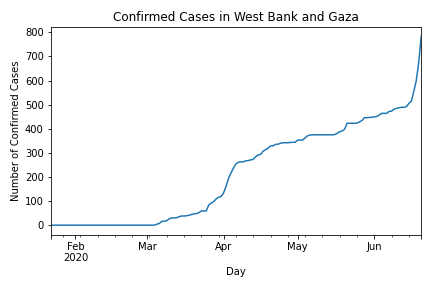 Confirmed Cases in West Bank and Gaza
Number of Confirmed Cases
800
700
600
500
400
300
200
100
0
Feb Mar Apr May Jun
2020
Day